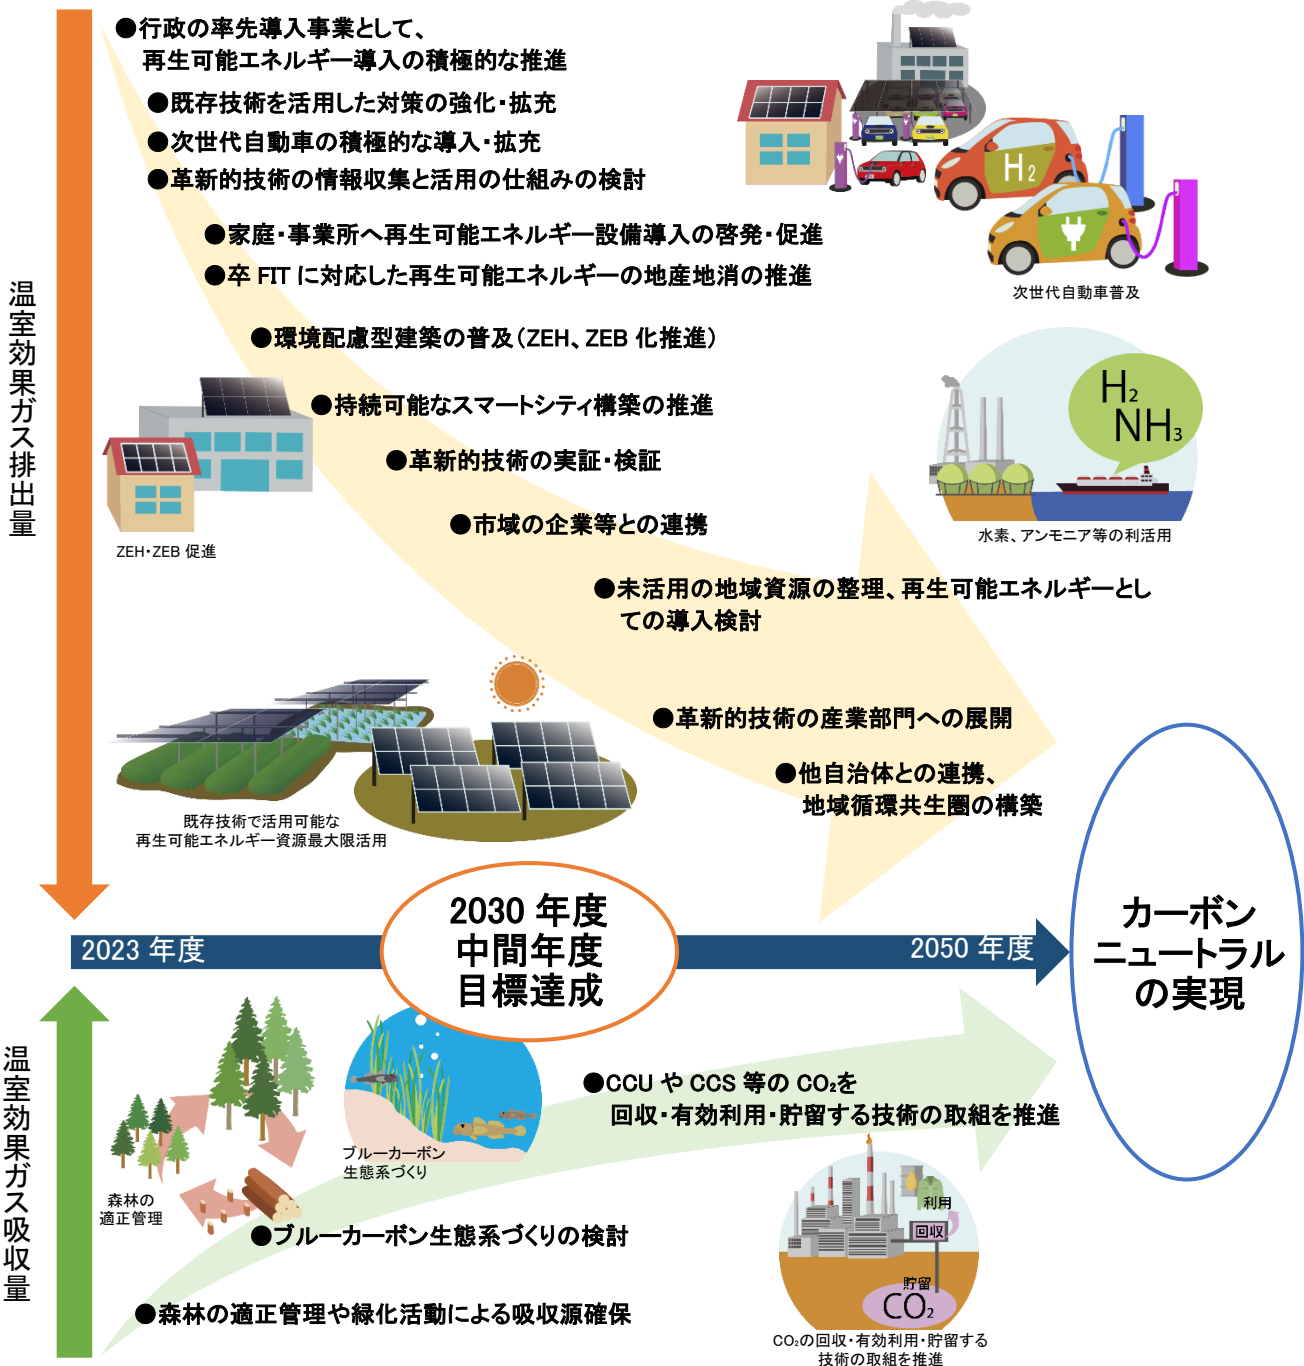 ●行政の率先導入事業として、
再生可能エネルギー導入の積極的な推進
●既存技術を活用した対策の強化・拡充
●次世代自動車の積極的な導入・拡充
●革新的技術の情報収集と活用の仕組みの検討
●家庭・事業所へ再生可能エネルギー設備導入の啓発・促進
●卒 FIT に対応した再生可能エネルギーの地産地消の推進
H2
次世代自動車普及
温室効果ガス排出量
●環境配慮型建築の普及（ZEH、ZEB 化推進）
●持続可能なスマートシティ構築の推進
●革新的技術の実証・検証
●市域の企業等との連携
ZEH・ZEB 促進
H2
NH3
水素、アンモニア等の利活用
●未活用の地域資源の整理、再生可能エネルギーとし
ての導入検討
●革新的技術の産業部門への展開
●他自治体との連携、
地域循環共生圏の構築
既存技術で活用可能な
再生可能エネルギー資源最大限活用
2023 年度
2030 年度
中間年度
目標達成
2050 年度
カーボン
ニュートラル
の実現
温室効果ガス吸収量
●CCU や CCS 等の CO₂を
回収・有効利用・貯留する技術の取組を推進
ブルーカーボン
生態系づくり
森林の
適正管理
●ブルーカーボン生態系づくりの検討
●森林の適正管理や緑化活動による吸収源確保
利用
回収
貯留
CO2
CO₂の回収・有効利用・貯留する
技術の取組を推進